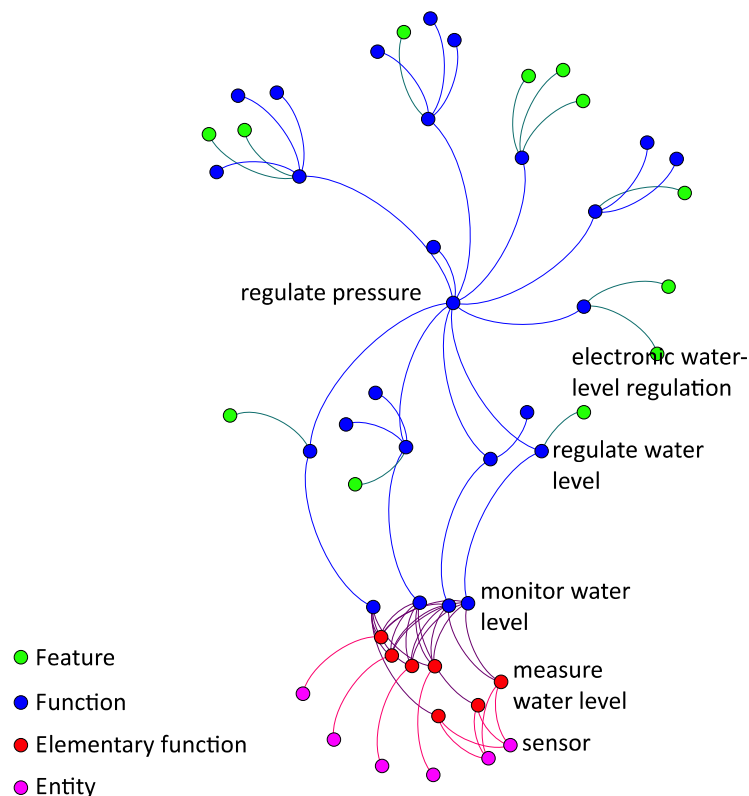 regulate pressure
electronic water-
level regulation
regulate water
level
monitor water
level
measure
water level
sensor
Feature
Function
Elementary function
Entity